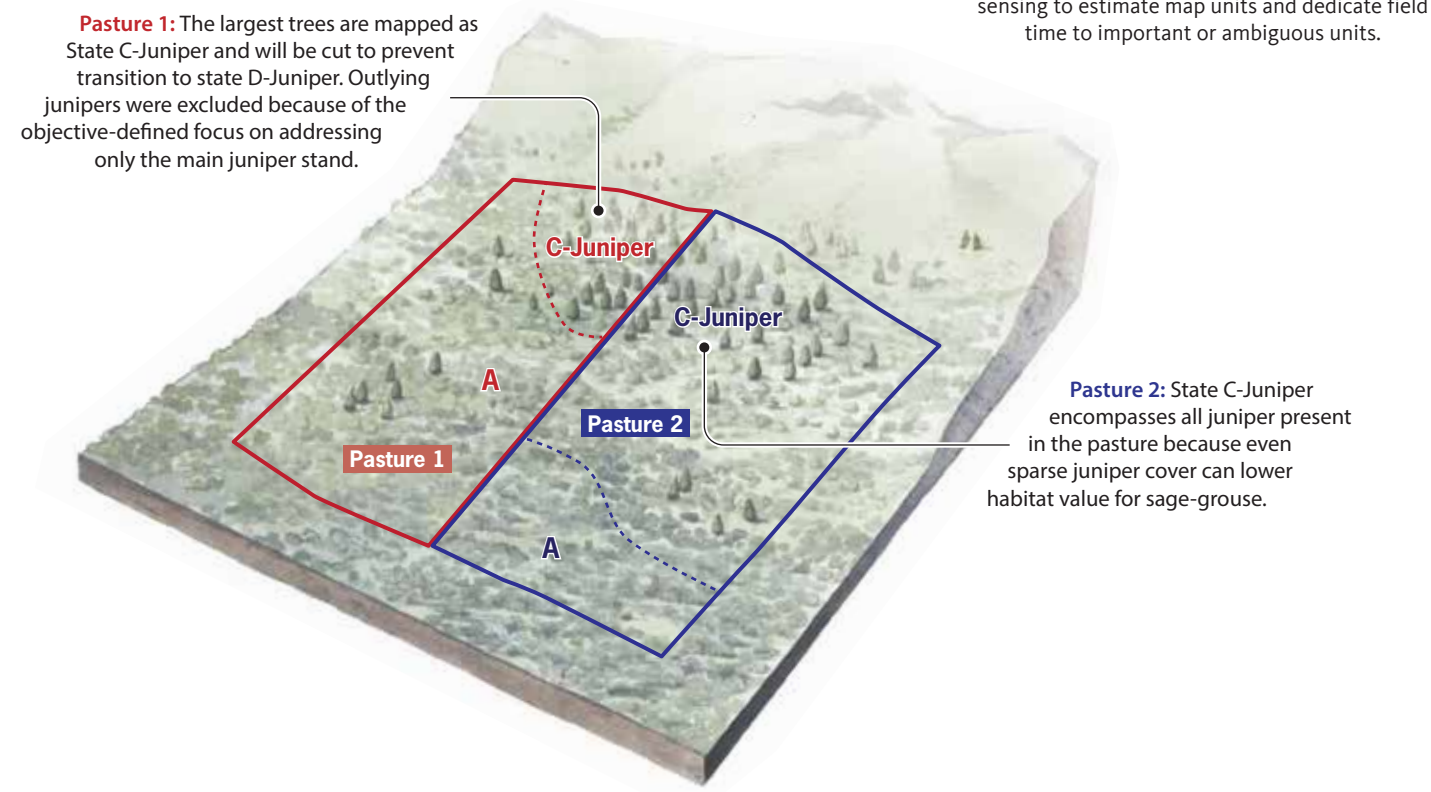 sensing to estimate map units and dedicate field
time to important or ambiguous units.
Pasture 1: The largest trees are mapped as
State C-Juniper and will be cut to prevent
transition to state D-Juniper. Outlying
junipers were excluded because of the
objective-defined focus on addressing
only the main juniper stand.
C-Juniper
C-Juniper
A
Pasture 2
Pasture 1
A
Pasture 2: State C-Juniper
encompasses all juniper present
in the pasture because even
sparse juniper cover can lower
habitat value for sage-grouse.